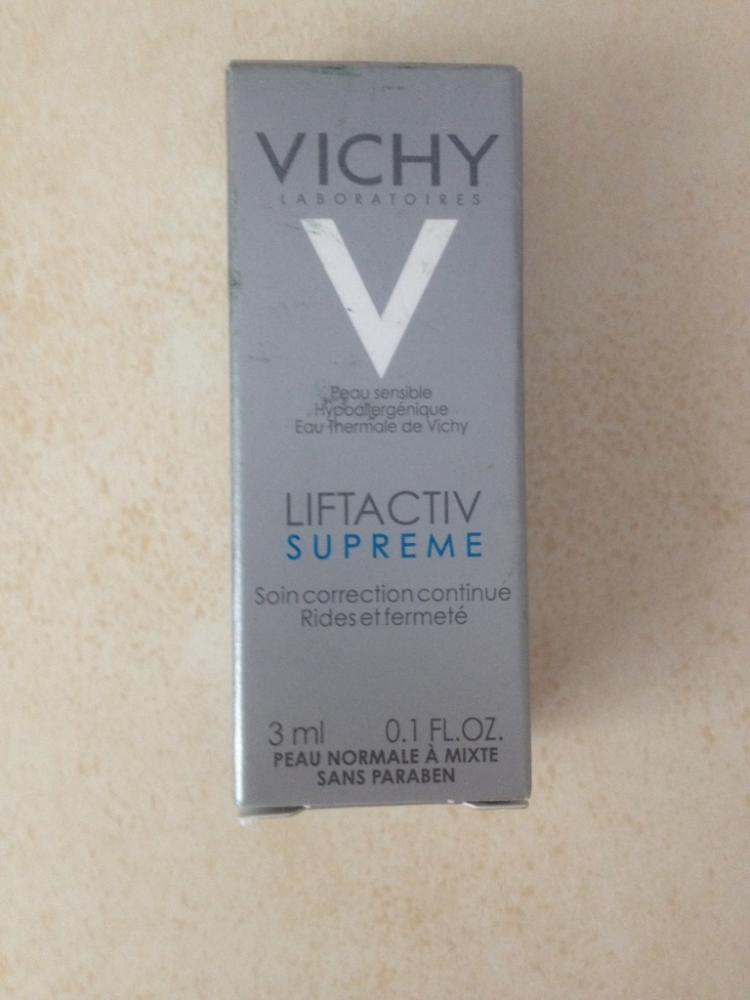 VICHY
LABORATOIRES
V
Peau sensible
Hypoallergénique
Eau Thermale de Vichy
LIFTACTIV
SUPREME
Soin correction continue
Rides et fermeté
3 ml 0.1 FL.OZ.
PEAU NORMALE À MIXTE
SANS PARABEN